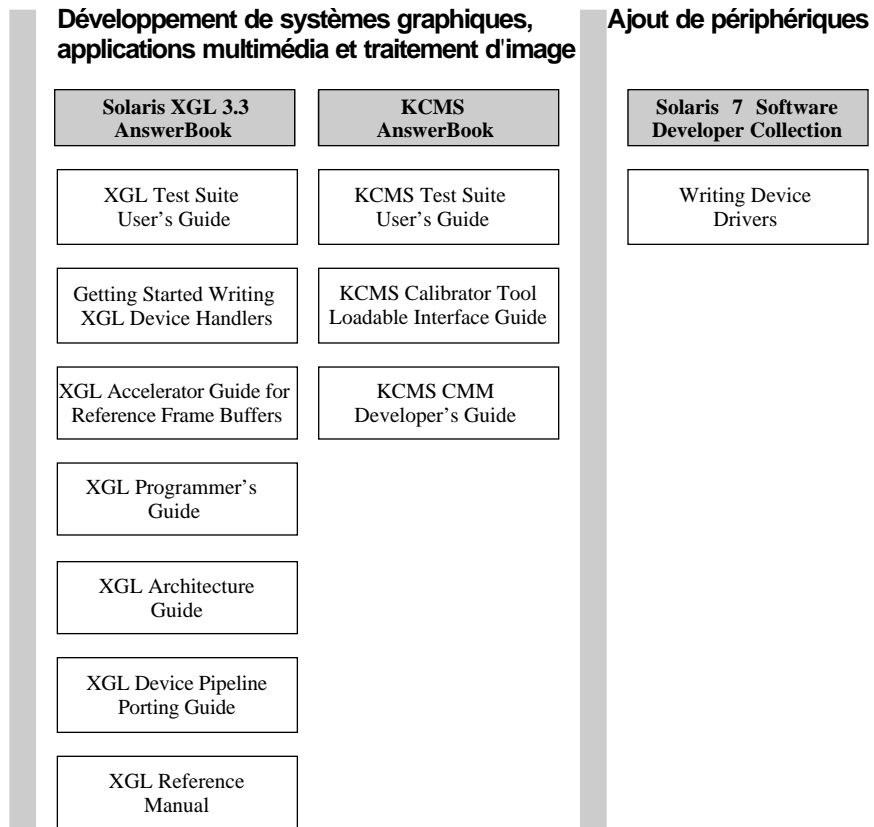 Développement de systèmes graphiques,
applications multimédia et traitement d'image
Solaris XGL 3.3
AnswerBook
XGL Test Suite
User's Guide
Getting Started Writing
XGL Device Handlers
XGL Accelerator Guide for
Reference Frame Buffers
XGL Programmer's
Guide
XGL Architecture
Guide
XGL Device Pipeline
Porting Guide
XGL Reference
Manual
KCMS
AnswerBook
KCMS Test Suite
User's Guide
KCMS Calibrator Tool
Loadable Interface Guide
KCMS CMM
Developer's Guide
Ajout de périphériques
Solaris 7 Software
Developer Collection
Writing Device
Drivers